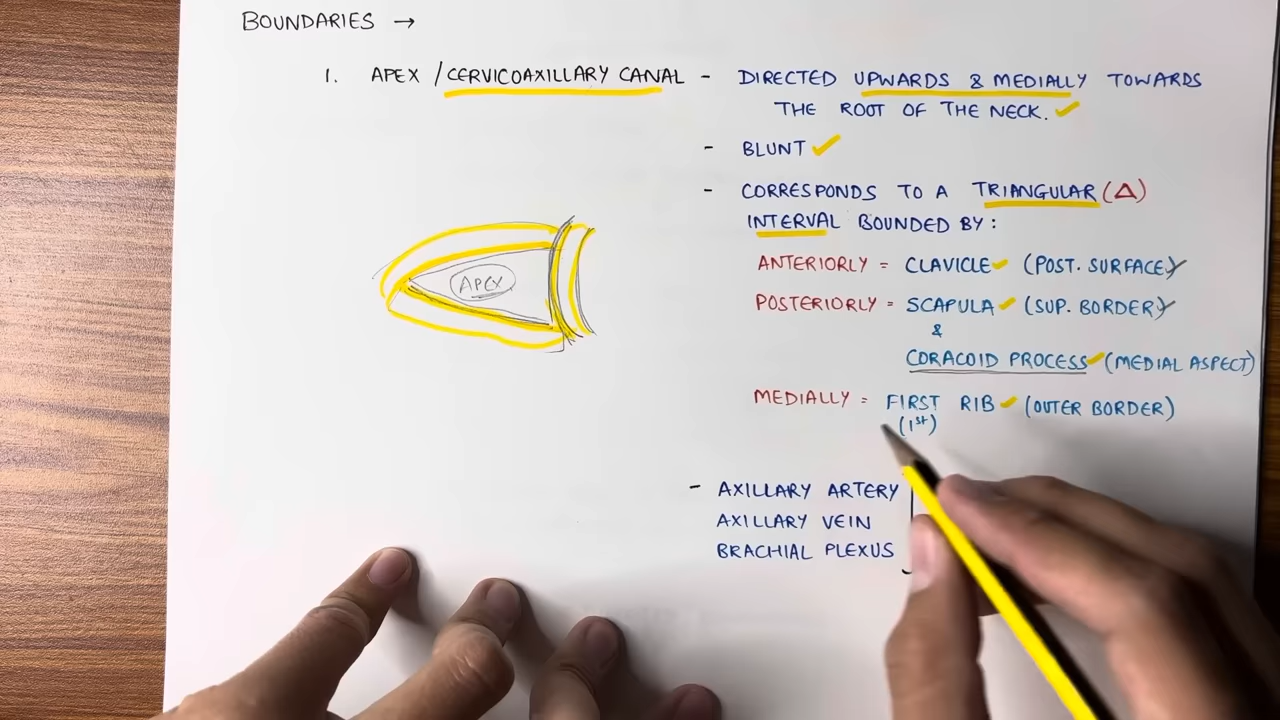 BOUNDARIES →
1. APEX / CERVICOAXILLARY CANAL - DIRECTED UPWARDS & MEDIALLY TOWARDS
THE ROOT OF THE NECK.
- BLUNT
- CORRESPONDS TO A TRIANGULAR (Δ)
INTERVAL BOUNDED BY:
APEX
ANTERIORLY = CLAVICLE (POST. SURFACE)
POSTERIORLY = SCAPULA (SUP. BORDER)
&
CORACOID PROCESS (MEDIAL ASPECT)
MEDIALLY = FIRST RIB (OUTER BORDER)
(1st)
- AXILLARY ARTERY
AXILLARY VEIN
BRACHIAL PLEXUS